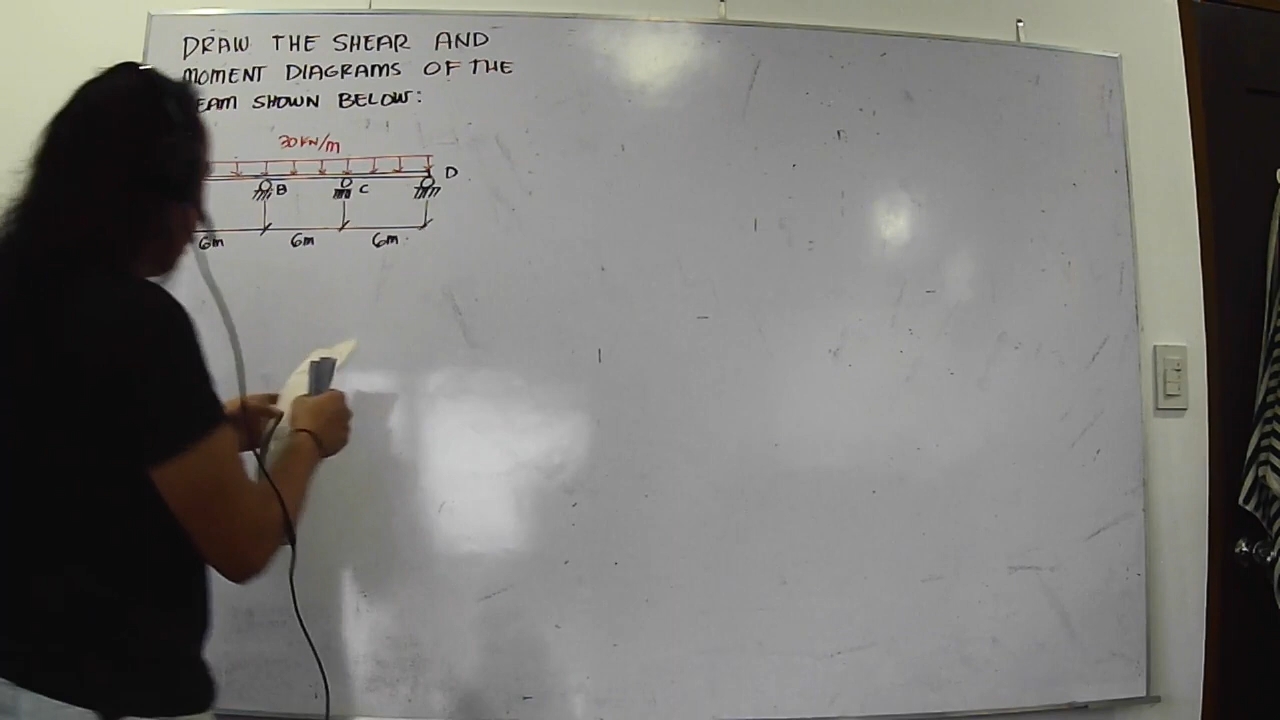 DRAW THE SHEAR AND
MOMENT DIAGRAMS OF THE
EAM SHOWN BELOW:
30 KN/m
B
C
D
6m
6m
6m